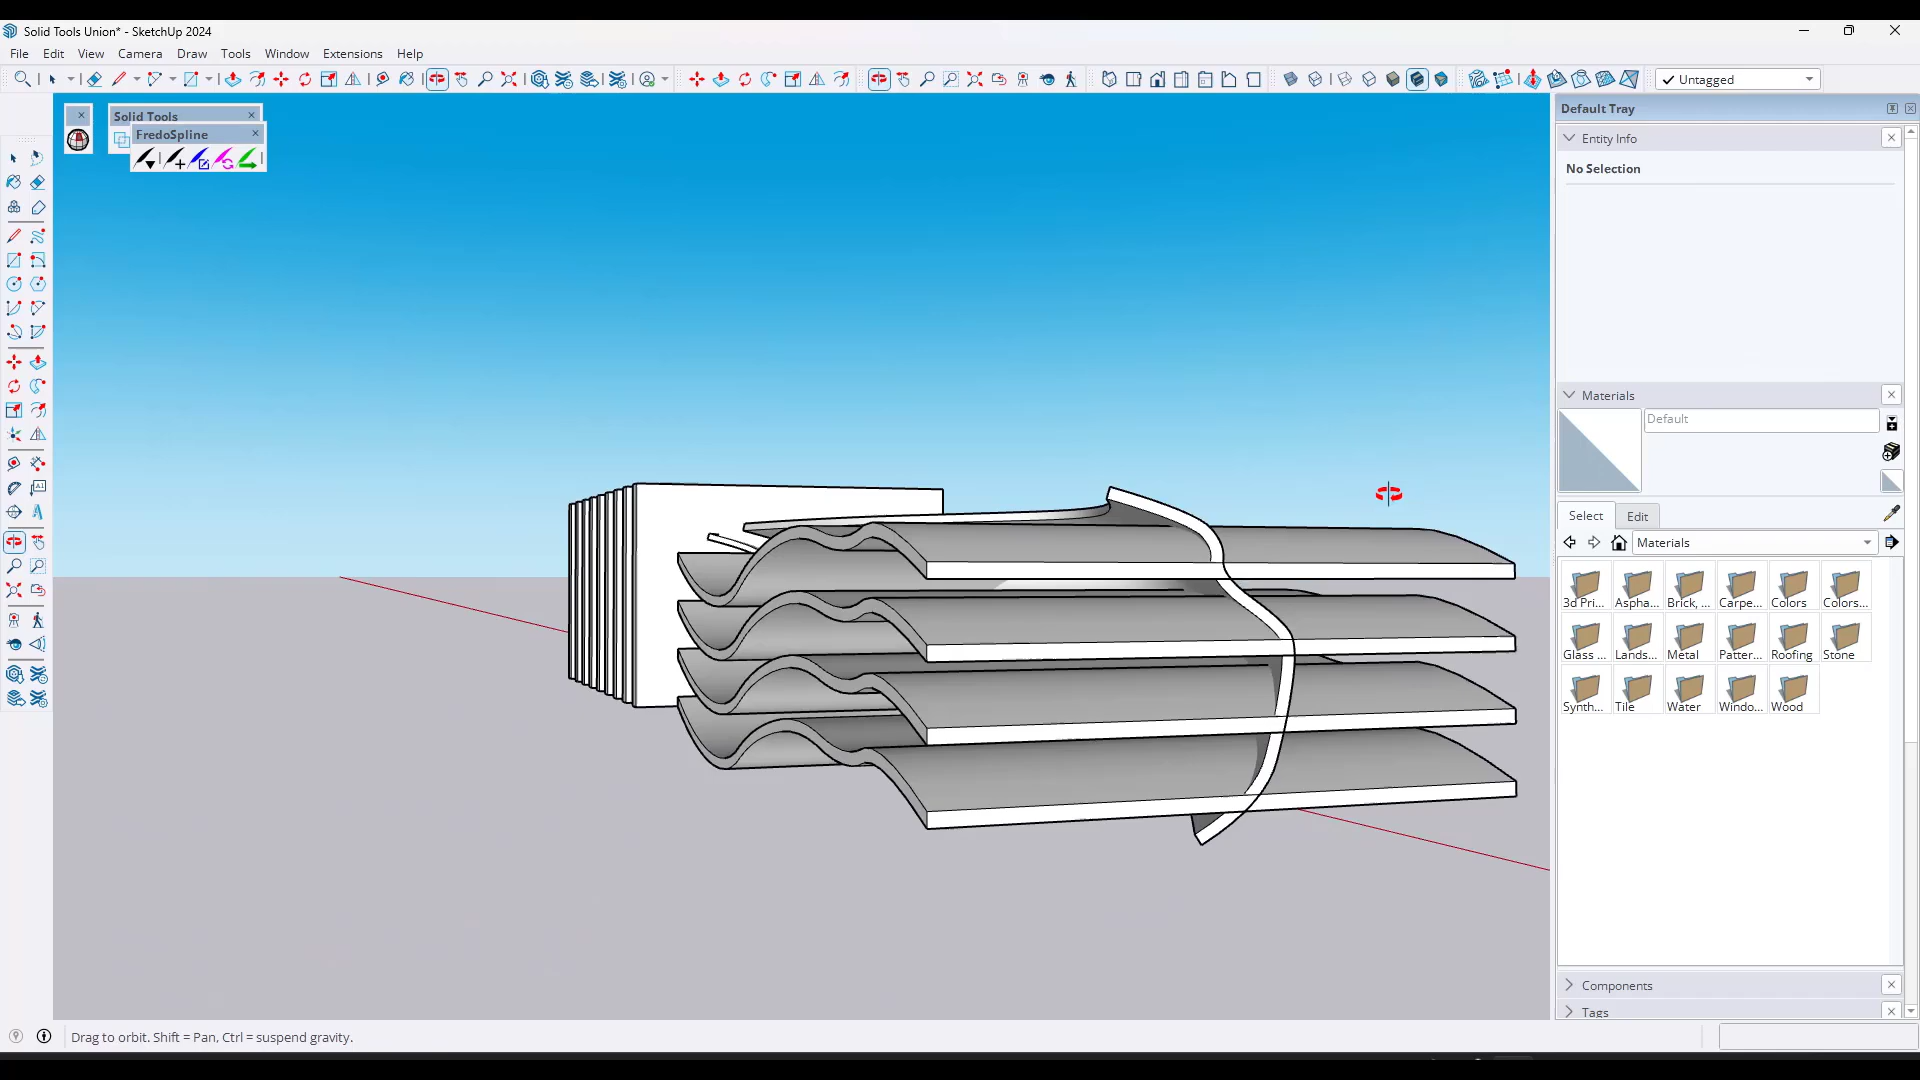 Solid Tools Union* - SketchUp 2024
File Edit View Camera Draw Tools Window Extensions Help
Untagged
Default Tray
Solid Tools
FredoSpline
Entity Info
No Selection
Materials
Default
Select Edit
Materials
3d Pri... Aspha... Brick, ... Carpe... Colors Colors...
Glass ... Lands... Metal Patter... Roofing Stone
Synth... Tile Water Windo... Wood
Components
Tags
Drag to orbit. Shift = Pan, Ctrl = suspend gravity.